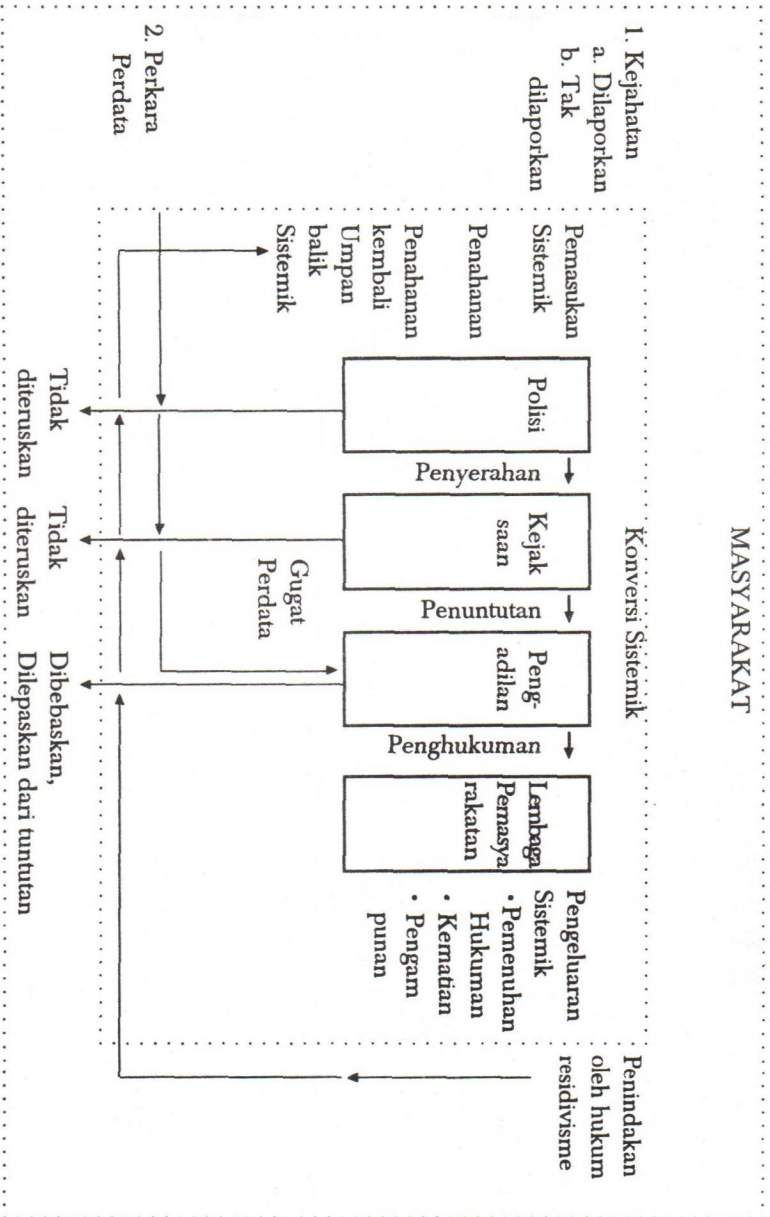 MASYARAKAT
Konversi Sistemik
1. Kejahatan
a. Dilaporkan
b. Tak
dilaporkan
2. Perkara
Perdata
Pemasukan
Sistemik
Penahanan
Penahanan
kembali
Umpan
balik
Sistemik
Polisi
Penyerahan
Kejak
saan
Penuntutan
Peng-
adilan
Penghukuman
Lembaga
Pemasya
rakatan
Pengeluaran
Sistemik
• Pemenuhan
Hukuman
• Kematian
• Pengam
punan
Penindakan
oleh hukum
residivisme
Gugat
Perdata
Tidak
diteruskan
Tidak
diteruskan
Dibebaskan,
Dilepaskan dari tuntutan